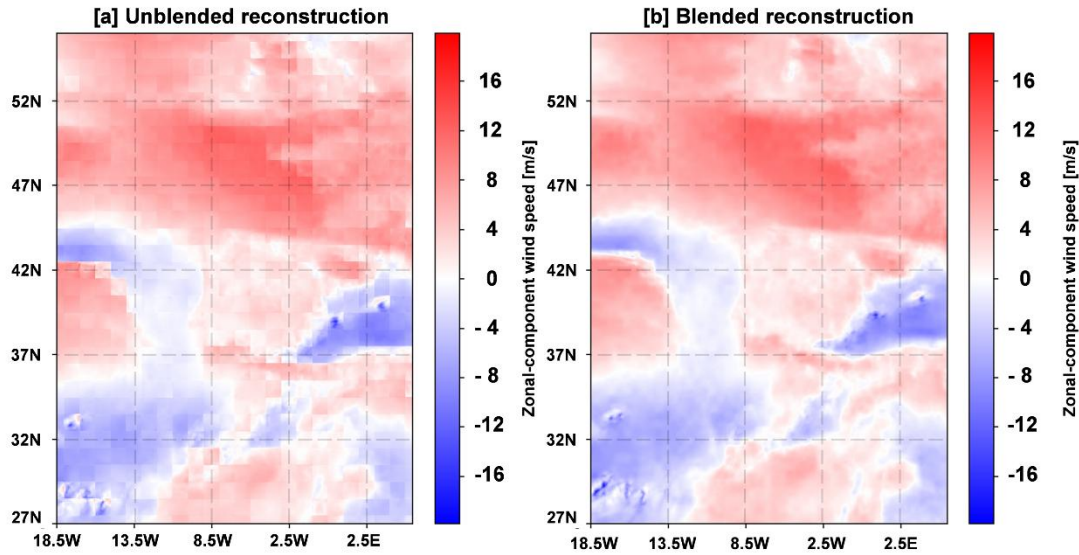 [a] Unblended reconstruction
52N
47N
42N
37N
32N
27N
18.5W 13.5W 8.5W 2.5W 2.5E
16
12
8
4
0
-4
- 8
-12
-16
Zonal-component wind speed [m/s]
[b] Blended reconstruction
52N
47N
42N
37N
32N
27N
18.5W 13.5W 8.5W 2.5W 2.5E
16
12
8
4
0
-4
- 8
-12
-16
Zonal-component wind speed [m/s]